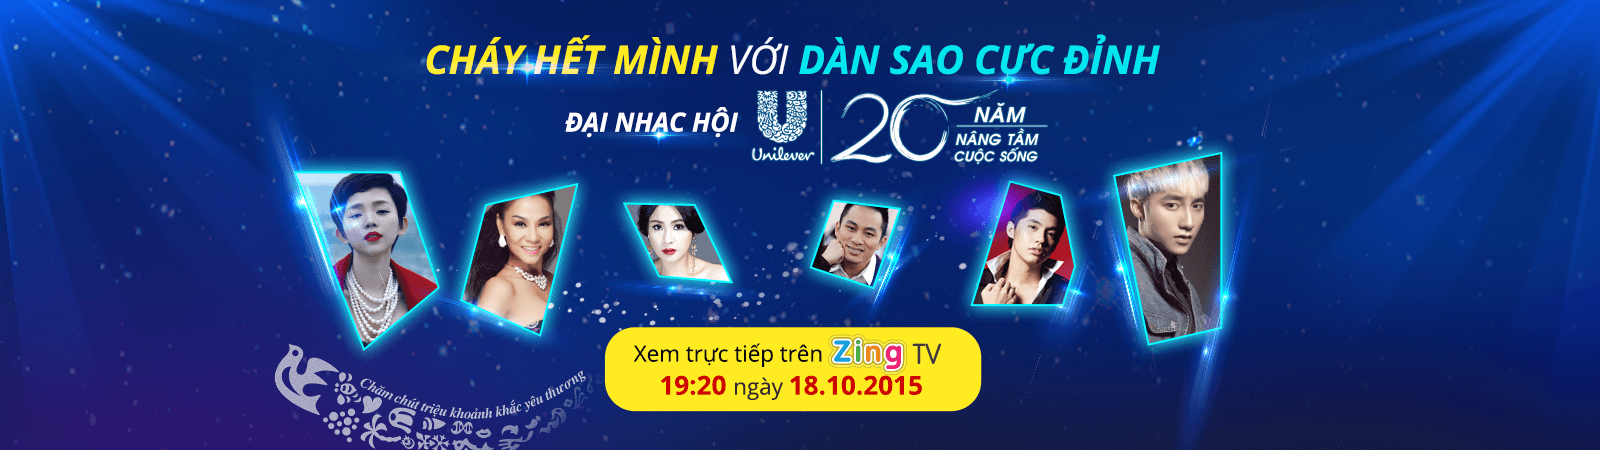 CHÁY HẾT MÌNH VỚI DÀN SAO CỰC ĐỈNH
ĐẠI NHẠC HỘI
Unilever
20 NĂM
NÂNG TẦM
CUỘC SỐNG
Xem trực tiếp trên Zing TV
19:20 ngày 18.10.2015
Chăm chút triệu khoảnh khắc yêu thương